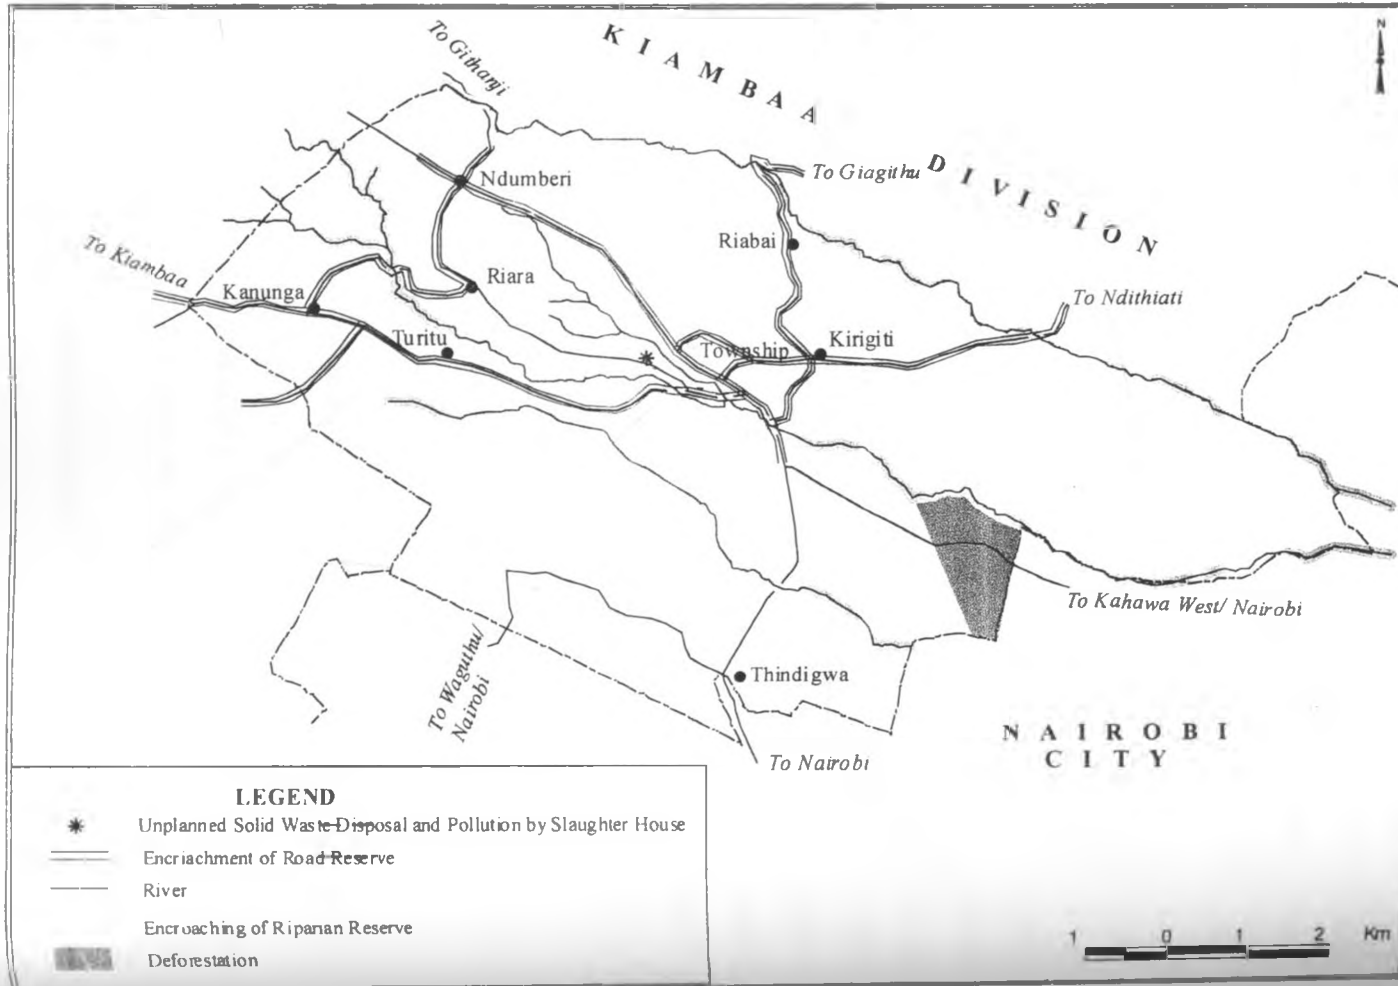 N
KIAMBAA DIVISION
To Githanji
To Giagithu
Ndumberi
Riabai
To Kiambaa
Kanunga
Riara
To Ndithiati
Turitu
Township
Kirigiti
To Kahawa West/ Nairobi
To Waguthu/
Nairobi
Thindigwa
To Nairobi
NAIROBI
CITY
LEGEND
Unplanned Solid Waste Disposal and Pollution by Slaughter House
Encriachment of Road Reserve
River
Encroaching of Riparian Reserve
Deforestation
1 0 1 2 Km